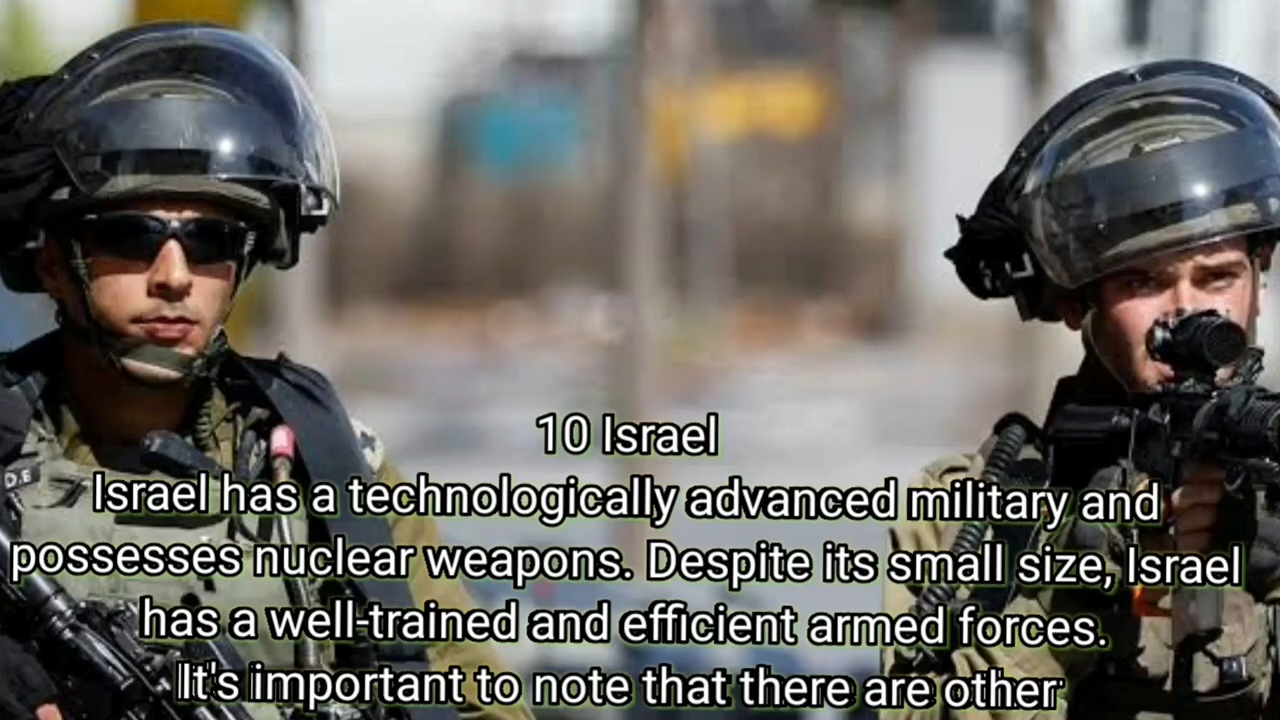 10 Israel
Israel has a technologically advanced military and
possesses nuclear weapons. Despite its small size, Israel
has a well-trained and efficient armed forces.
It's important to note that there are other